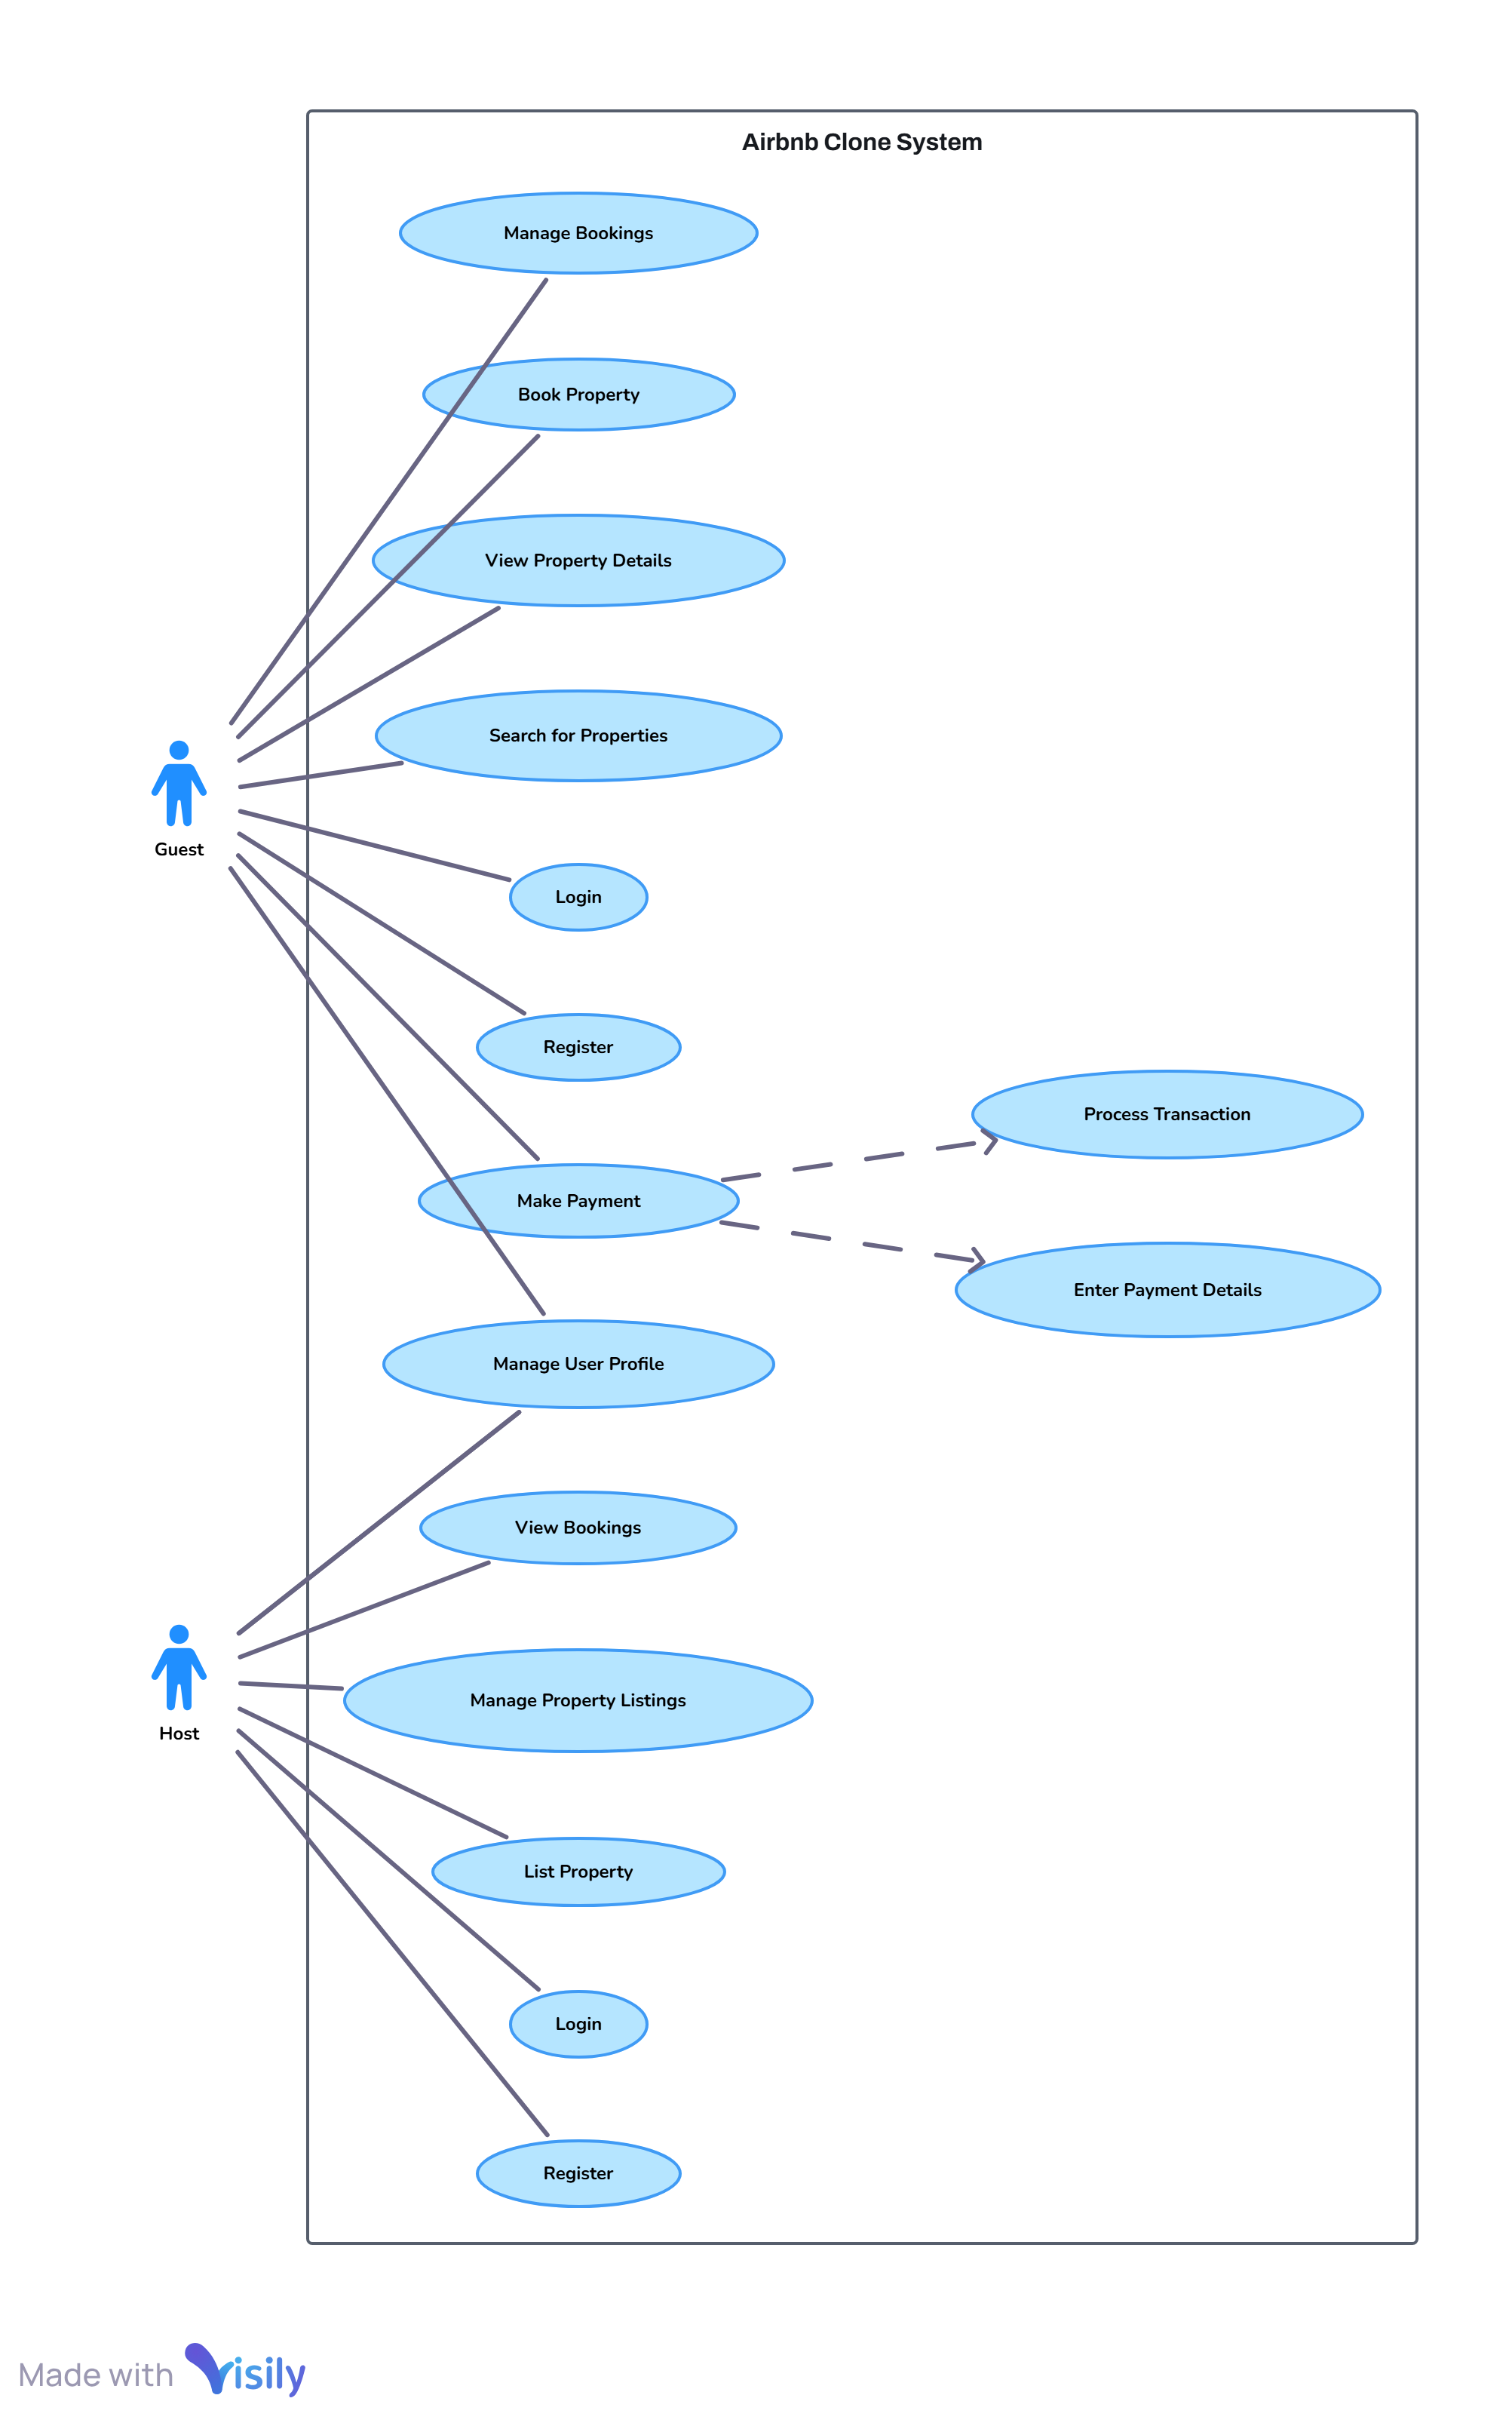 Airbnb Clone System
Manage Bookings
Book Property
View Property Details
Search for Properties
Guest
Login
Register
Process Transaction
Make Payment
Enter Payment Details
Manage User Profile
View Bookings
Manage Property Listings
Host
List Property
Login
Register
Made with Visily